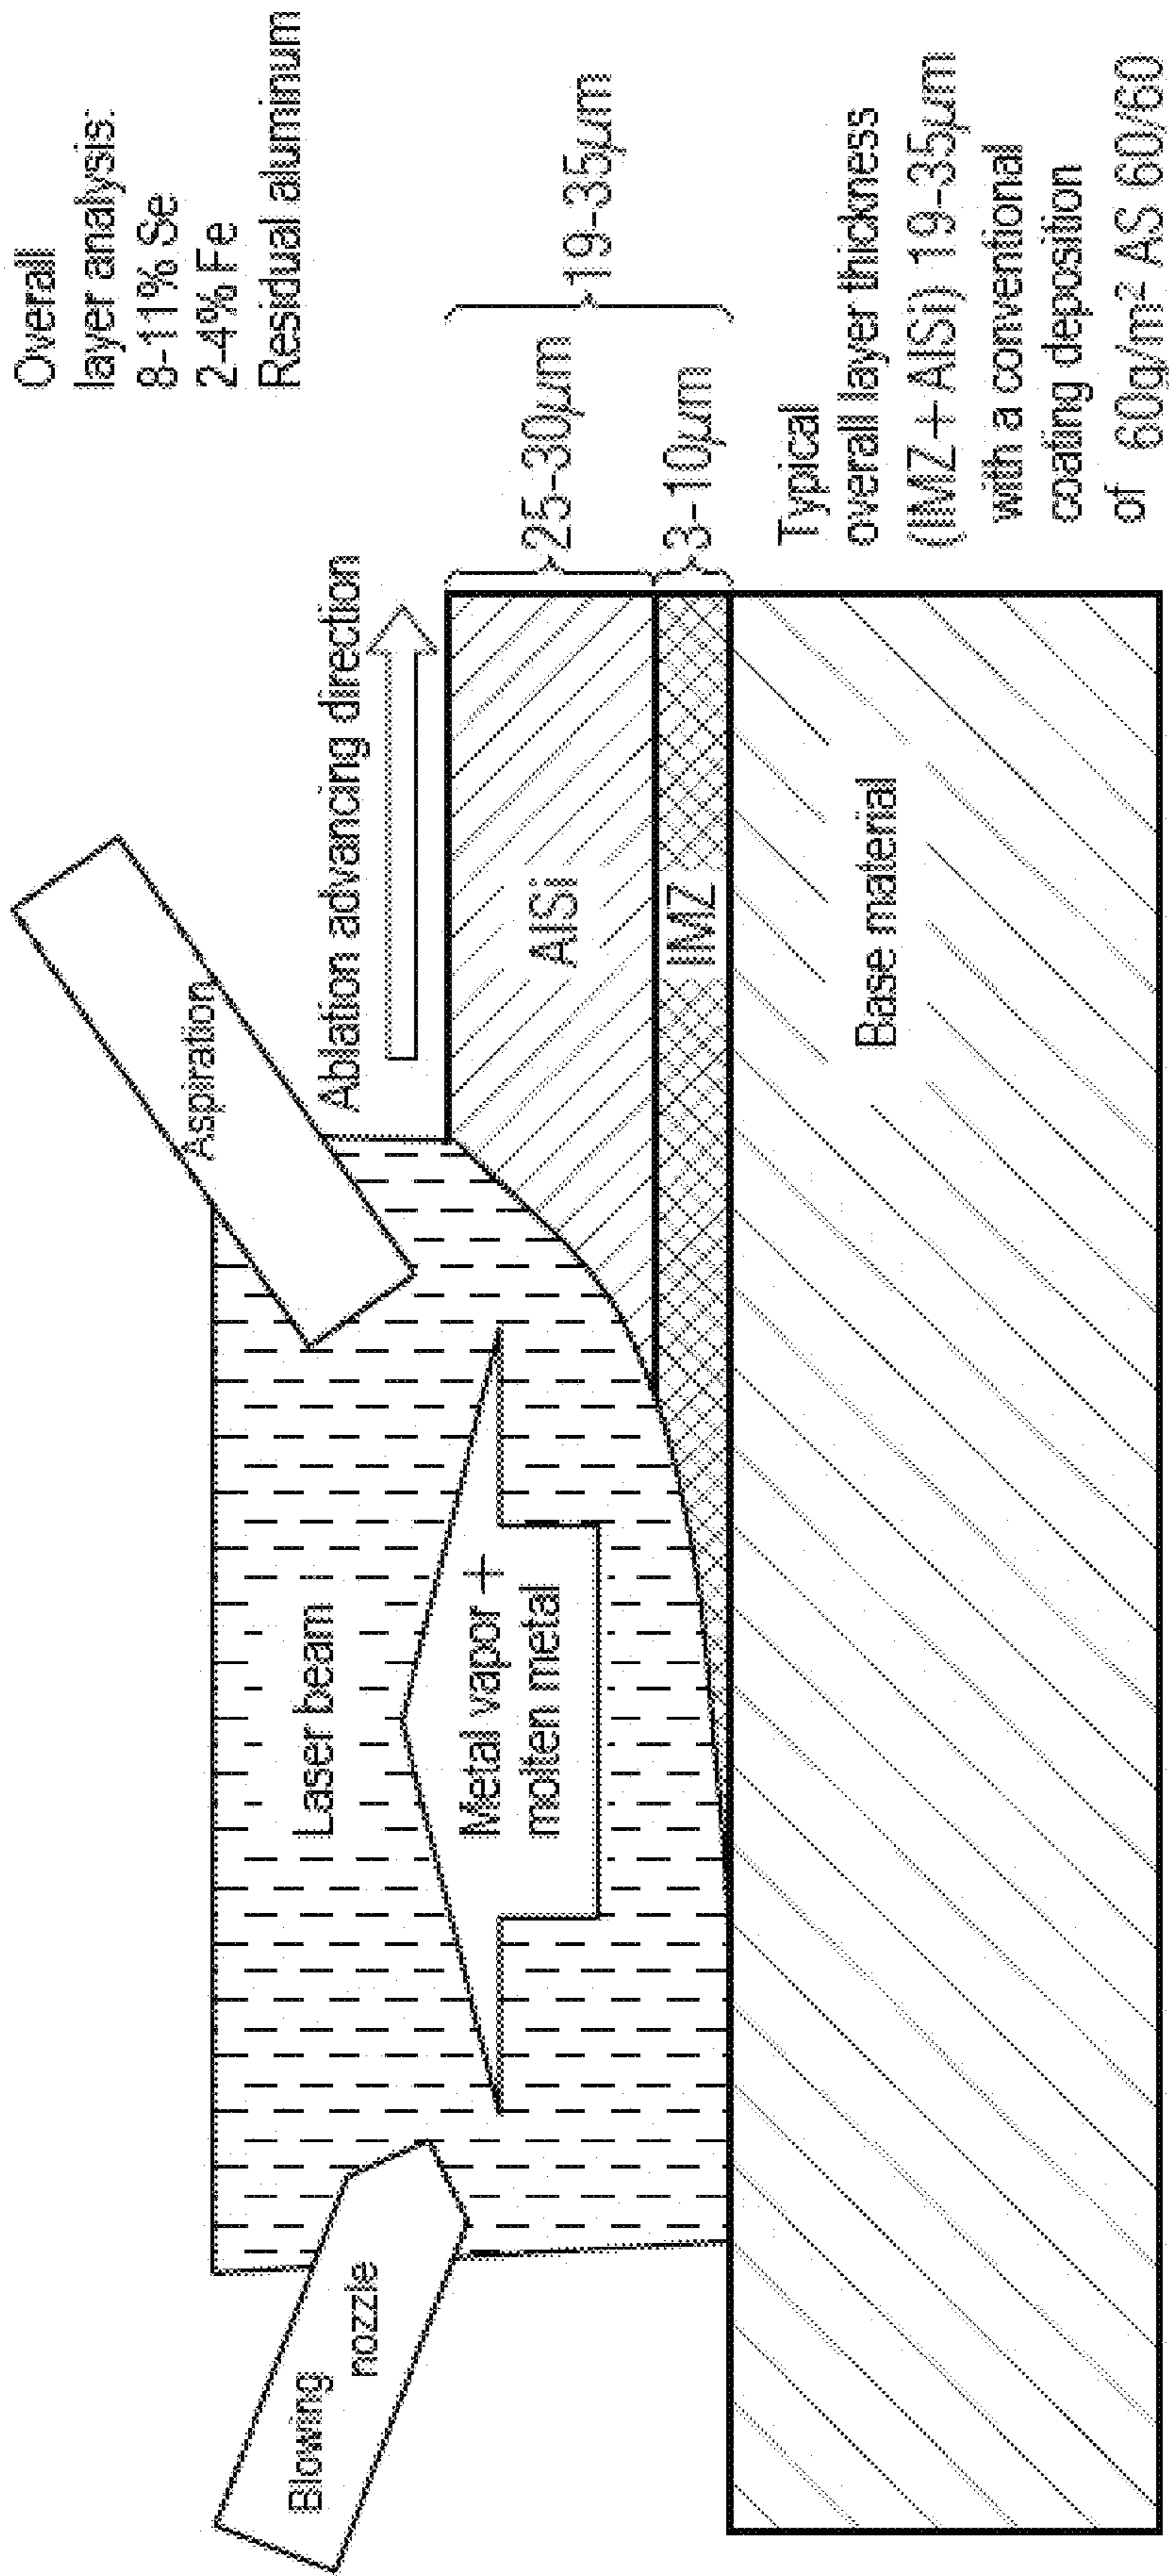 Overall
layer analysis:
8-11% Se
2-4% Fe
Residual aluminum
Aspiration
Ablation advancing direction
Laser beam
Blowing
nozzle
Metal vapor +
molten metal
AlSi
IMZ
25-30µm
3-10µm
19-35µm
Base material
Typical
overall layer thickness
(IMZ+AlSi) 19-35µm
with a conventional
coating deposition
of 60g/m² AS 60/60